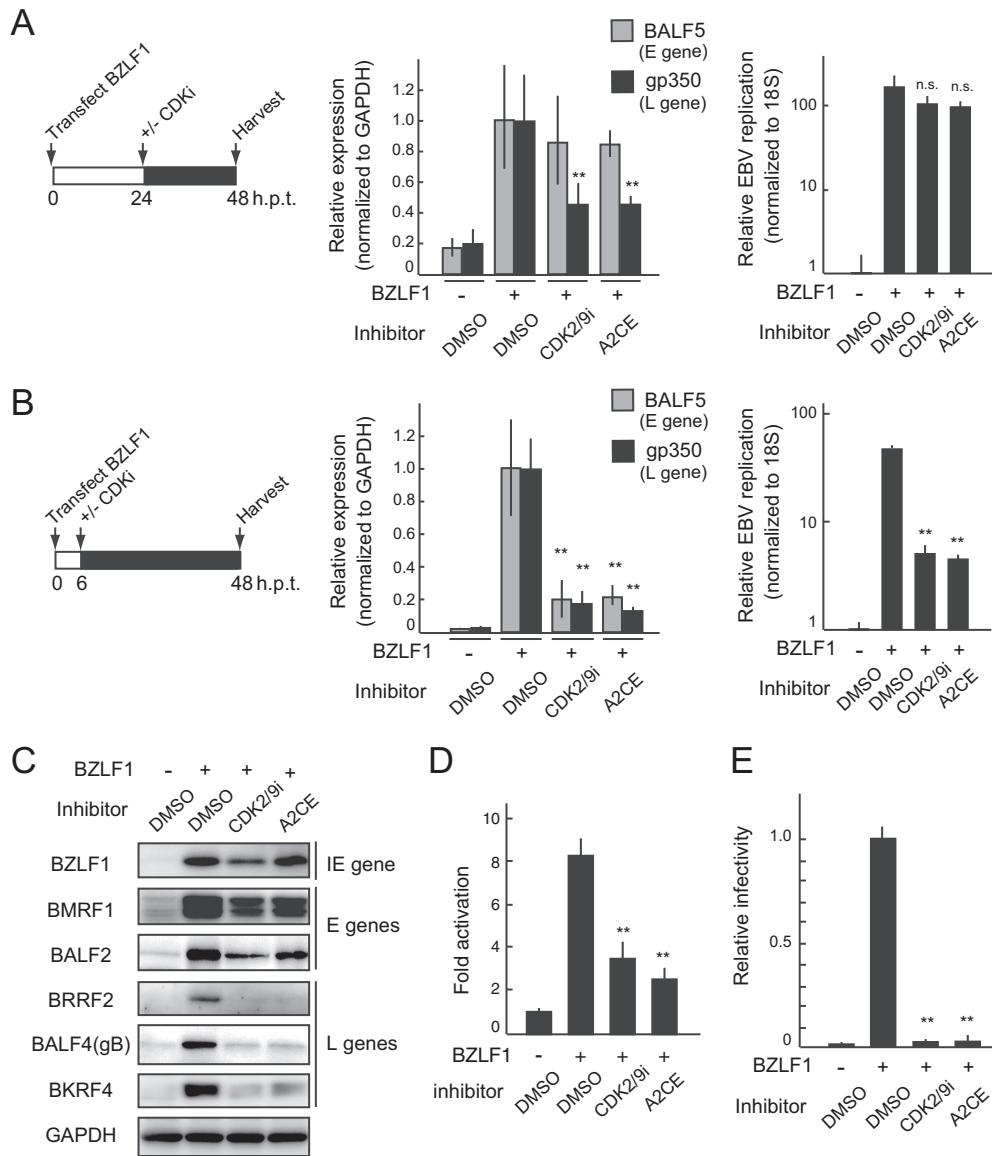 A
Transfect BZLF1
+/- CDKi
Harvest
0 24 48 h.p.t.
Relative expression
(normalized to GAPDH)
1.2
1.0
0.8
0.6
0.4
0.2
0
BALF5
(E gene)
gp350
(L gene)
**
**
BZLF1 - + + +
Inhibitor DMSO DMSO CDK2/9i A2CE
Relative EBV replication
(normalized to 18S)
100
10
1
n.s. n.s.
BZLF1 - + + +
Inhibitor DMSO DMSO CDK2/9i A2CE
B
Transfect BZLF1
+/- CDKi
Harvest
0 6 48 h.p.t.
Relative expression
(normalized to GAPDH)
1.2
1.0
0.8
0.6
0.4
0.2
0
BALF5
(E gene)
gp350
(L gene)
** ** ** **
BZLF1 - + + +
Inhibitor DMSO DMSO CDK2/9i A2CE
Relative EBV replication
(normalized to 18S)
100
10
1
** **
BZLF1 - + + +
Inhibitor DMSO DMSO CDK2/9i A2CE
C
BZLF1 - + + +
Inhibitor DMSO DMSO CDK2/9i A2CE
BZLF1 IE gene
BMRF1
E genes
BALF2
BRRF2
BALF4(gB) L genes
BKRF4
GAPDH
D
Fold activation
10
8
6
4
2
0
** **
BZLF1 - + + +
inhibitor DMSO DMSO CDK2/9i A2CE
E
Relative infectivity
1.0
0.5
0
** **
BZLF1 - + + +
Inhibitor DMSO DMSO CDK2/9i A2CE